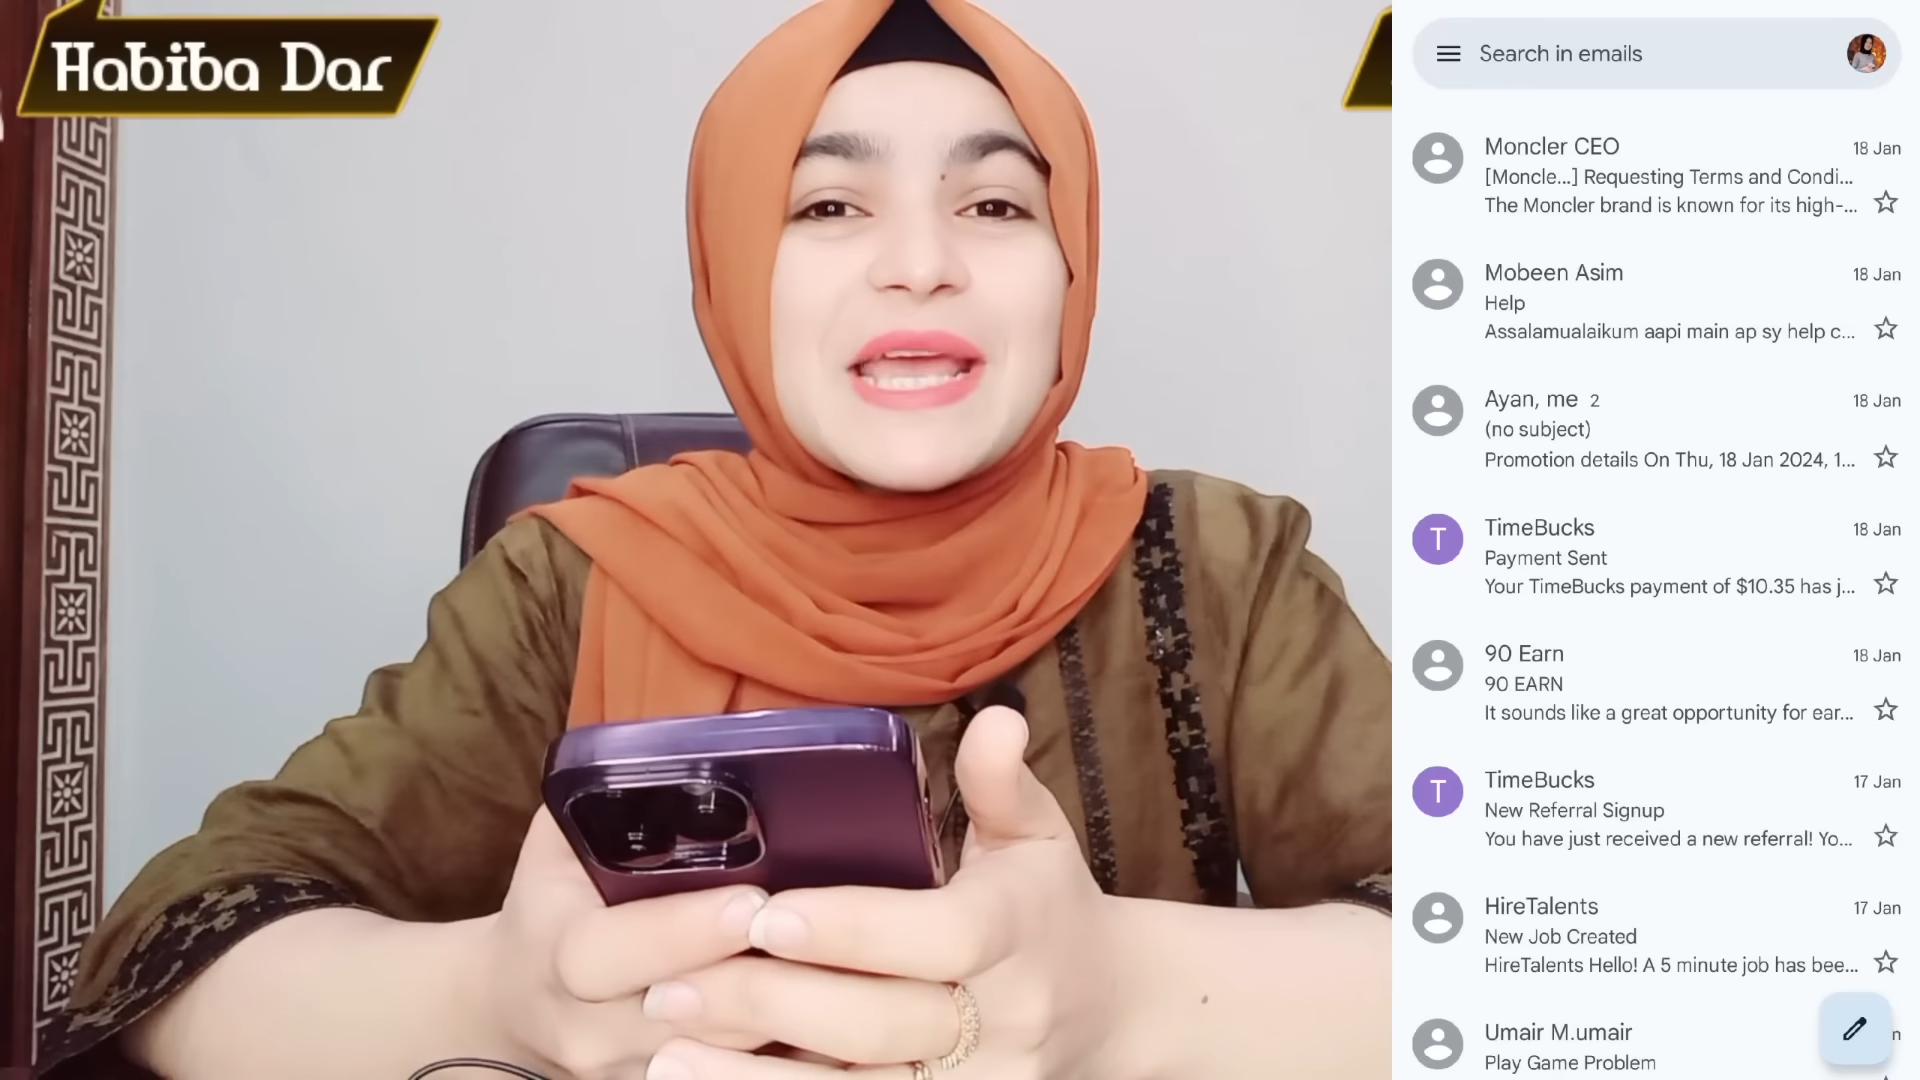 Habiba Dar
Search in emails
Moncler CEO
18 Jan
[Moncle...] Requesting Terms and Condi...
The Moncler brand is known for its high-...
Mobeen Asim
18 Jan
Help
Assalamualaikum aapi main ap sy help c...
Ayan, me 2
18 Jan
(no subject)
Promotion details On Thu, 18 Jan 2024, 1...
T
TimeBucks
18 Jan
Payment Sent
Your TimeBucks payment of $10.35 has j...
90 Earn
18 Jan
90 EARN
It sounds like a great opportunity for ear...
T
TimeBucks
17 Jan
New Referral Signup
You have just received a new referral! Yo...
HireTalents
17 Jan
New Job Created
HireTalents Hello! A 5 minute job has bee...
Umair M.umair
Play Game Problem